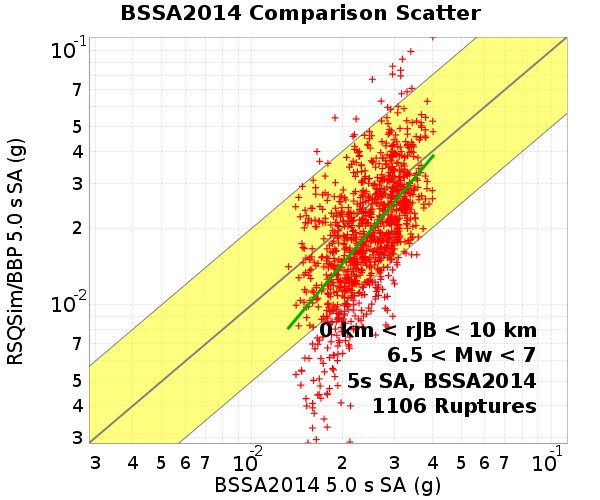 BSSA2014 Comparison Scatter
RSQSim/BBP 5.0 s SA (g)
10⁻¹
7
5
4
3
2
10⁻²
7
5
4
3
0 km < rJB < 10 km
6.5 < Mw < 7
5s SA, BSSA2014
1106 Ruptures
3 4 5 6 7 10⁻² 2 3 4 5 6 7 10⁻¹
BSSA2014 5.0 s SA (g)